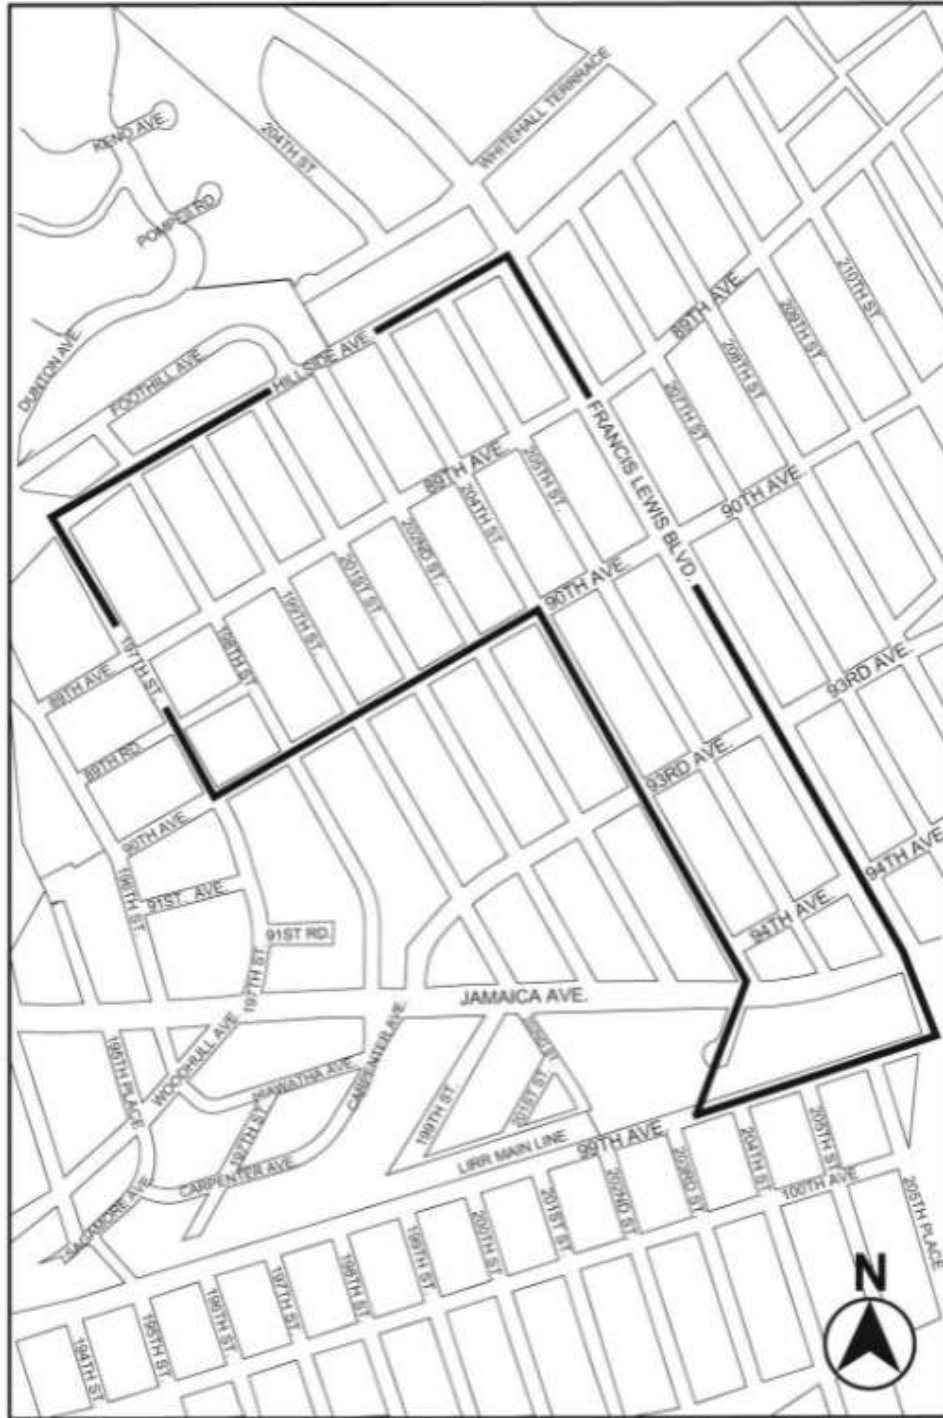 KENO AVE.
204TH ST.
WHITEHALL TERRRACE
POMPEII RD.
DUNTON AVE.
FOOTHILL AVE
HILLSIDE AVE
89TH AVE.
210TH ST.
209TH ST.
208TH ST.
207TH ST.
FRANCIS LEWIS BLVD.
89TH AVE.
205TH ST.
204TH ST.
202ND ST.
201ST ST.
199TH ST.
198TH ST.
197TH ST.
90TH AVE.
90TH AVE.
89TH AVE.
89TH RD.
90TH AVE.
93RD AVE.
93RD AVE.
94TH AVE.
94TH AVE.
196TH ST
91ST. AVE.
91ST RD.
197TH ST
JAMAICA AVE.
WOODHULL AVE
195TH PLACE
HIAWATHA AVE.
CARPENTER AVE.
197TH ST
199TH ST.
201ST ST.
LIRR MAIN LINE
99TH AVE
CARPENTER AVE.
SAGAMORE AVE.
202ND ST
203RD ST.
204TH ST
205TH ST
100TH AVE
205TH PLACE
201ST ST
200TH ST
199TH ST.
198TH ST
197TH ST
196TH ST
195TH ST.
194TH ST.
N